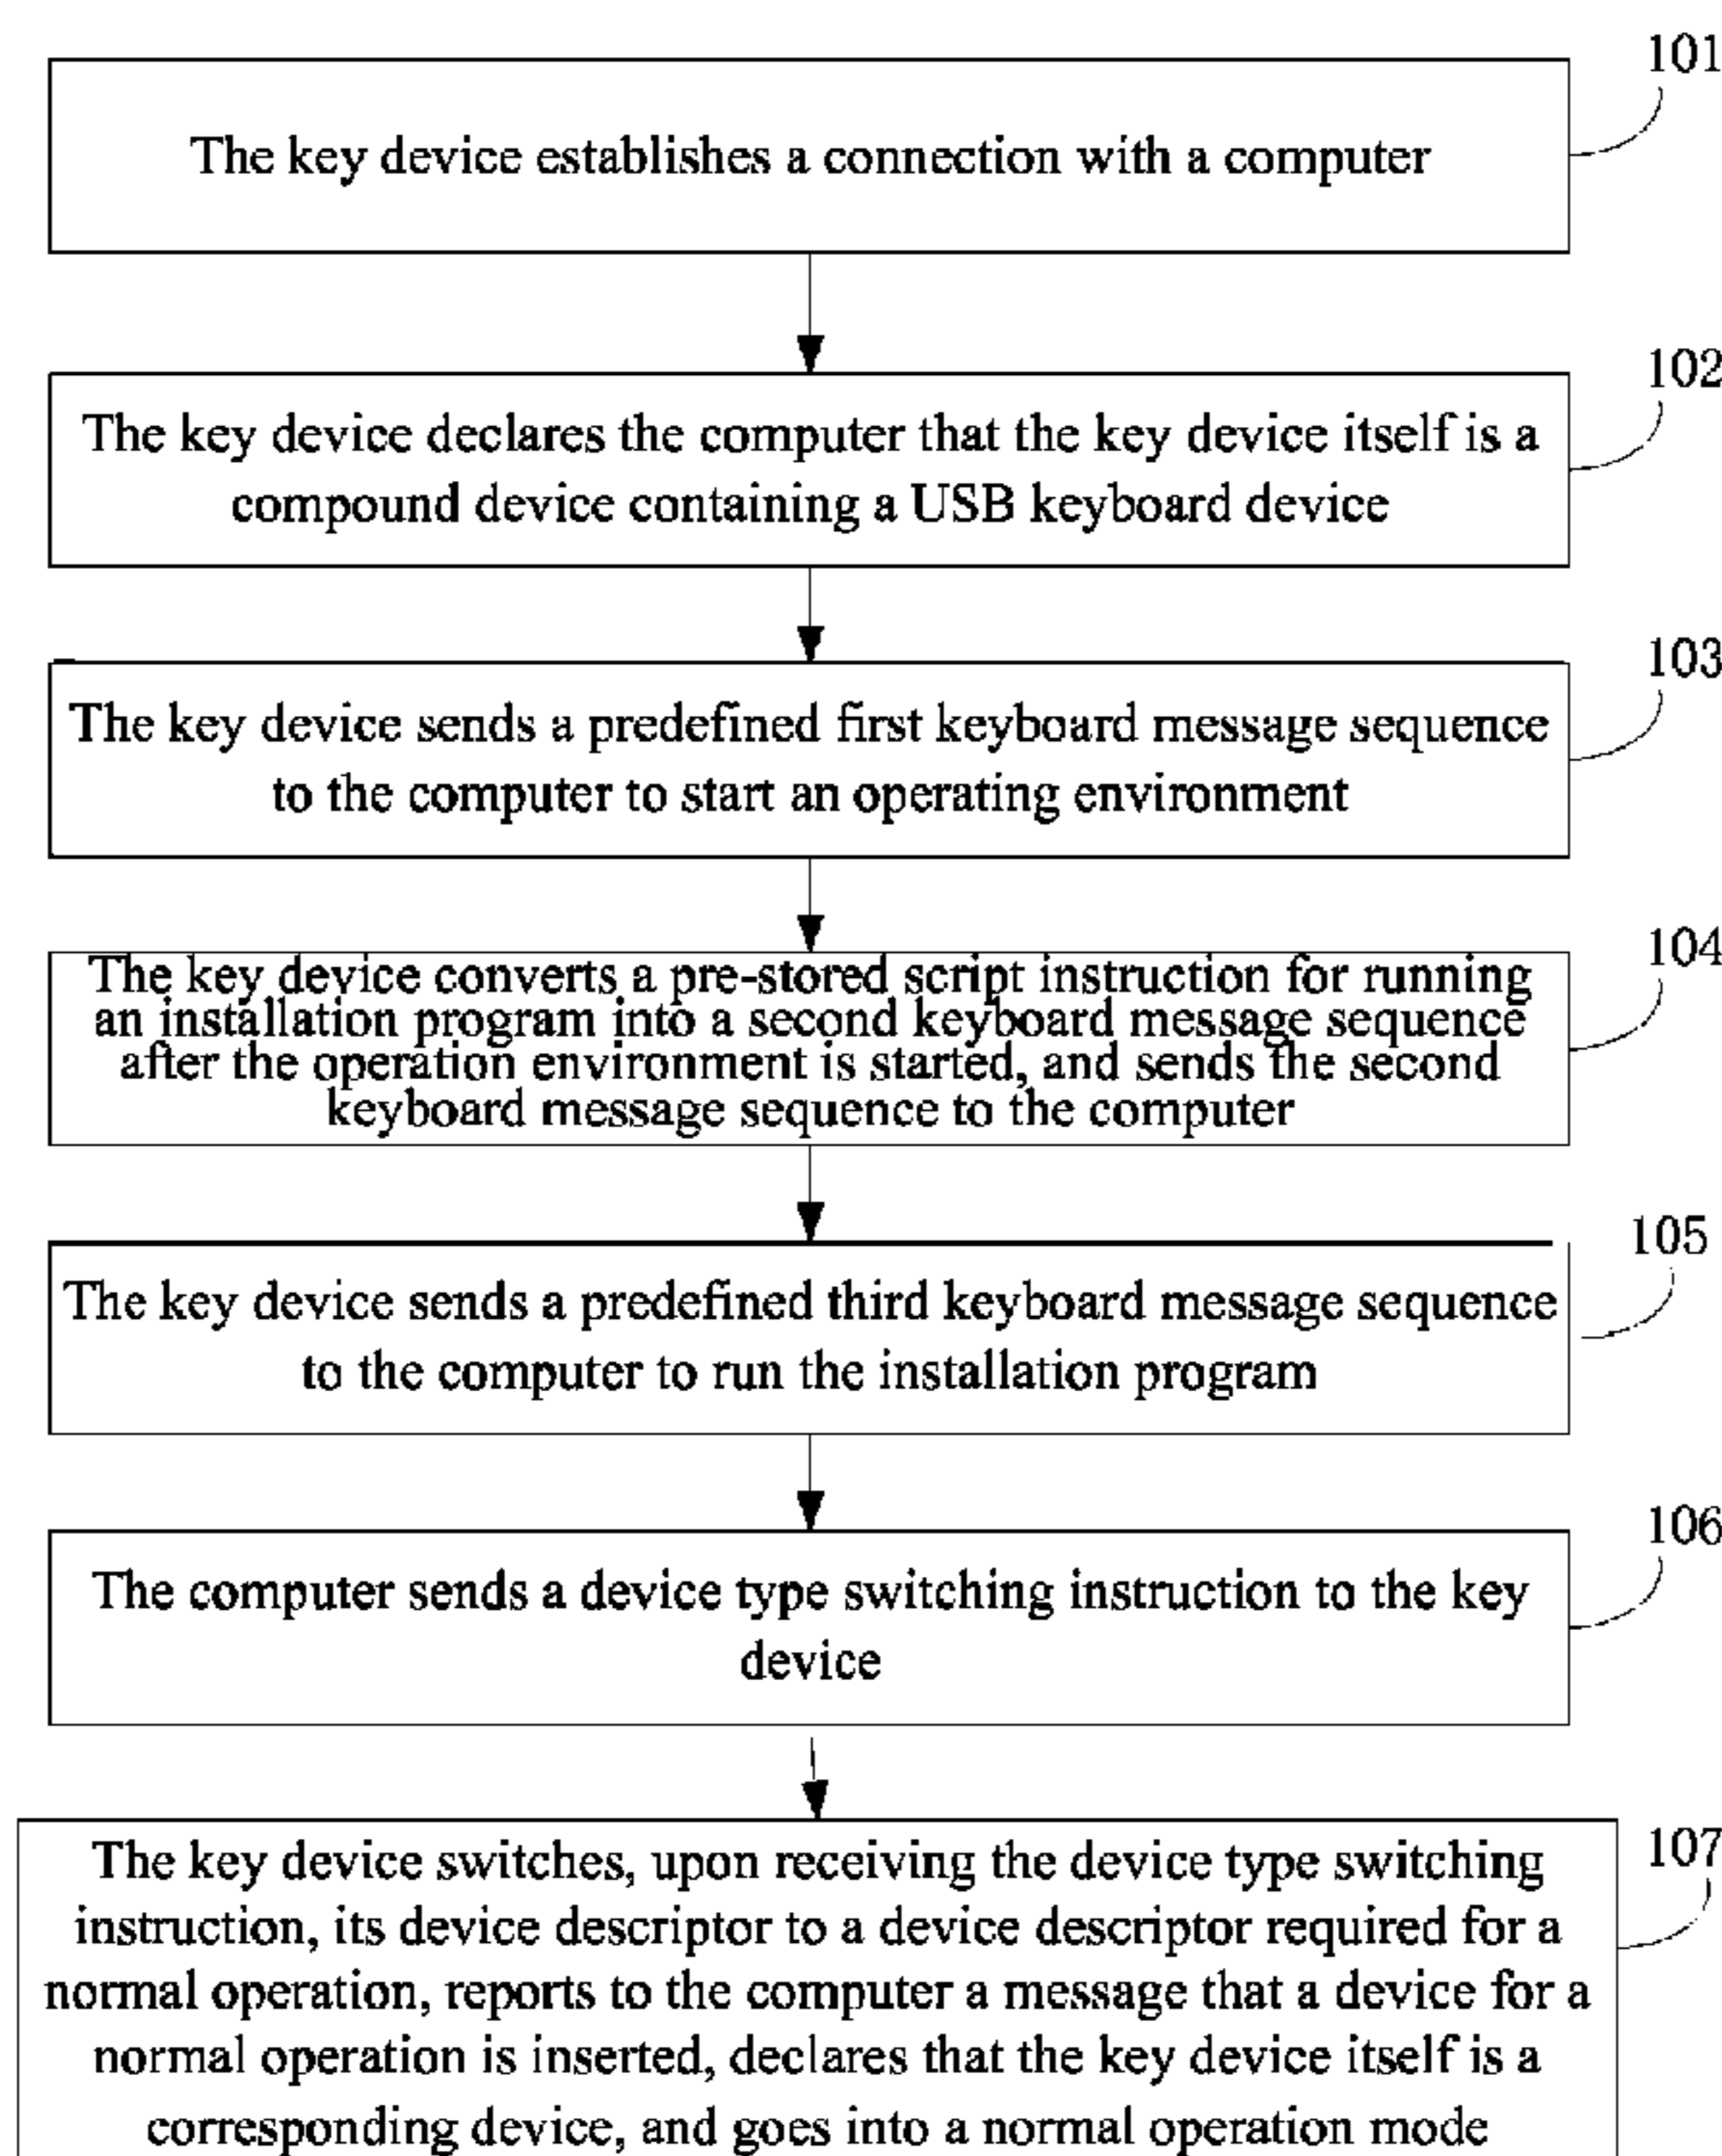 101
The key device establishes a connection with a computer
102
The key device declares the computer that the key device itself is a
compound device containing a USB keyboard device
103
The key device sends a predefined first keyboard message sequence
to the computer to start an operating environment
104
The key device converts a pre-stored script instruction for running
an installation program into a second keyboard message sequence
after the operation environment is started, and sends the second
keyboard message sequence to the computer
105
The key device sends a predefined third keyboard message sequence
to the computer to run the installation program
106
The computer sends a device type switching instruction to the key
device
107
The key device switches, upon receiving the device type switching
instruction, its device descriptor to a device descriptor required for a
normal operation, reports to the computer a message that a device for a
normal operation is inserted, declares that the key device itself is a
corresponding device, and goes into a normal operation mode